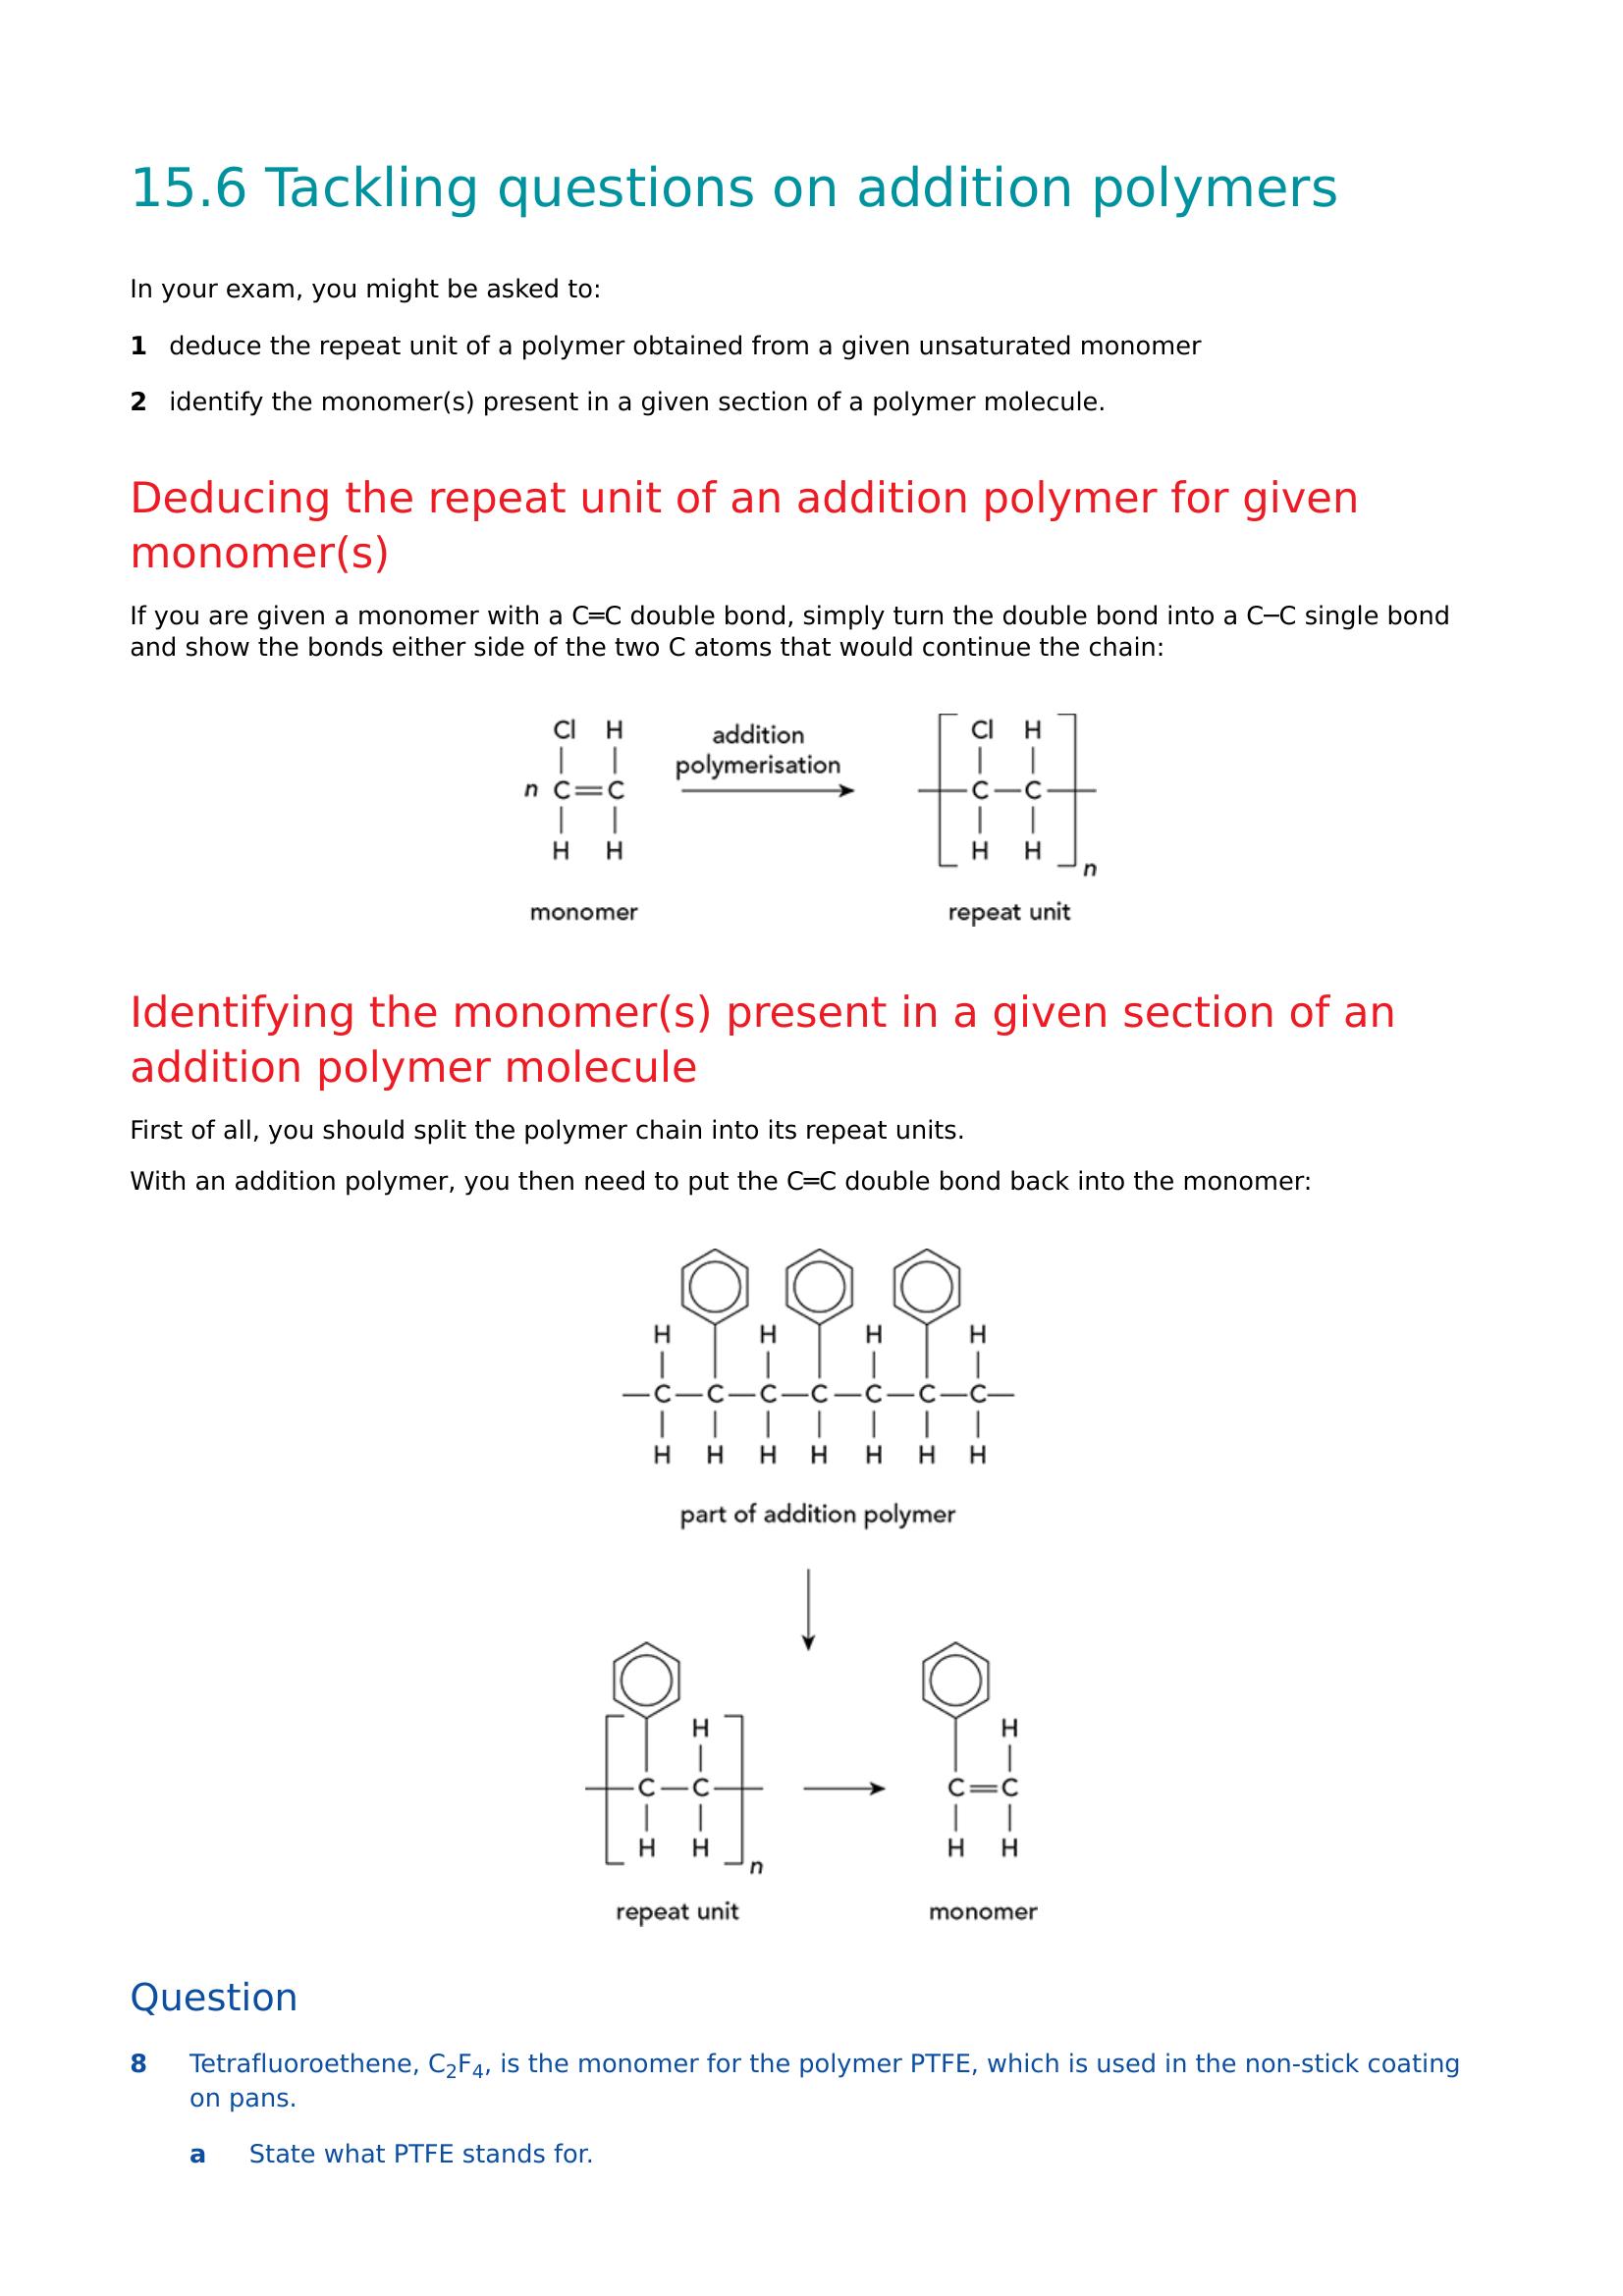 15.6 Tackling questions on addition polymers
In your exam, you might be asked to:
1 deduce the repeat unit of a polymer obtained from a given unsaturated monomer
2 identify the monomer(s) present in a given section of a polymer molecule.
Deducing the repeat unit of an addition polymer for given
monomer(s)
If you are given a monomer with a C═C double bond, simply turn the double bond into a C─C single bond
and show the bonds either side of the two C atoms that would continue the chain:
Cl H
addition
polymerisation
n C═C
H H
monomer
Cl H
C─C
H H
n
repeat unit
Identifying the monomer(s) present in a given section of an
addition polymer molecule
First of all, you should split the polymer chain into its repeat units.
With an addition polymer, you then need to put the C═C double bond back into the monomer:
H H H H
─C─C─C─C─C─C─C─
H H H H H H H
part of addition polymer
H
C─C
H H
n
repeat unit
H
C═C
H H
monomer
Question
8 Tetrafluoroethene, C₂F₄, is the monomer for the polymer PTFE, which is used in the non-stick coating
on pans.
a State what PTFE stands for.